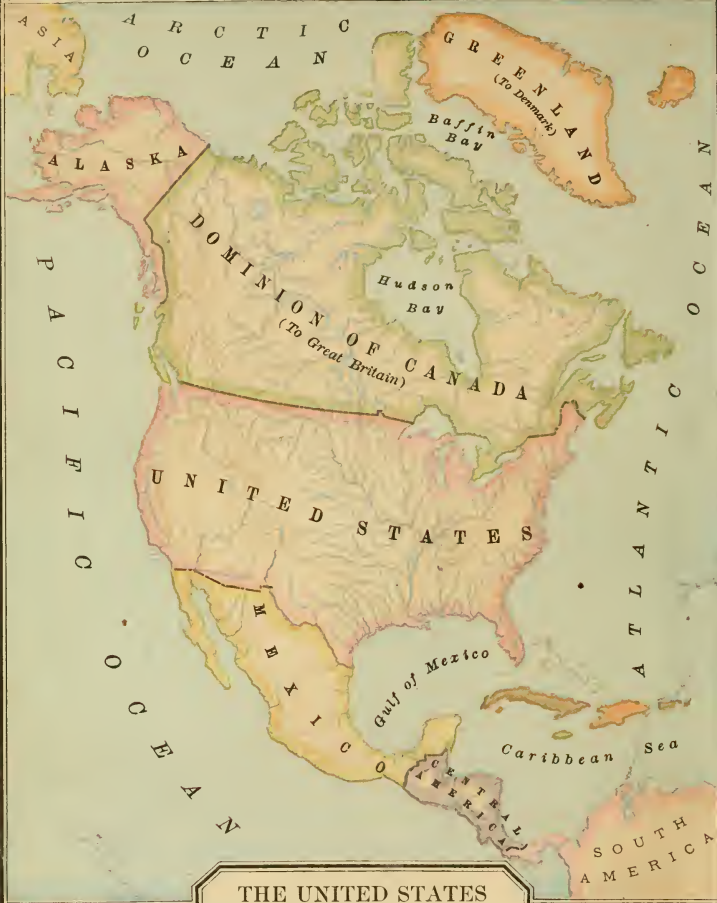 ASIA
ARCTIC
OCEAN
GREENLAND
(To Denmark)
Baffin
Bay
ALASKA
DOMINION OF CANADA
(To Great Britain)
Hudson
Bay
PACIFIC
OCEAN
ATLANTIC OCEAN
UNITED STATES
MEXICO
Gulf of Mexico
Caribbean Sea
CENTRAL
AMERICA
SOUTH
AMERICA
THE UNITED STATES